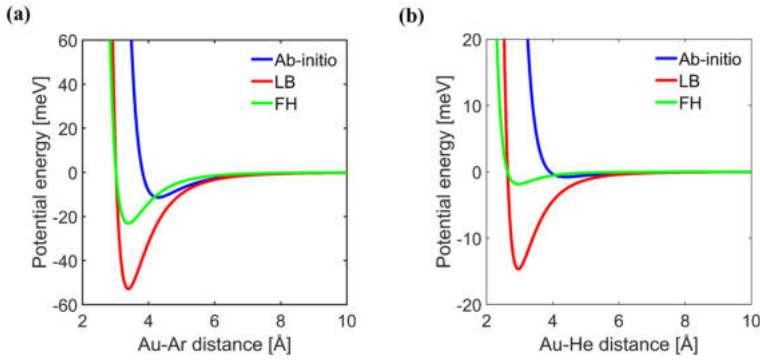 (a)
60
40
20
0
-20
-40
-60
Potential energy [meV]
Ab-initio
LB
FH
2
4
6
8
10
Au-Ar distance [Å]
(b)
20
10
0
-10
-20
Potential energy [meV]
Ab-initio
LB
FH
2
4
6
8
10
Au-He distance [Å]